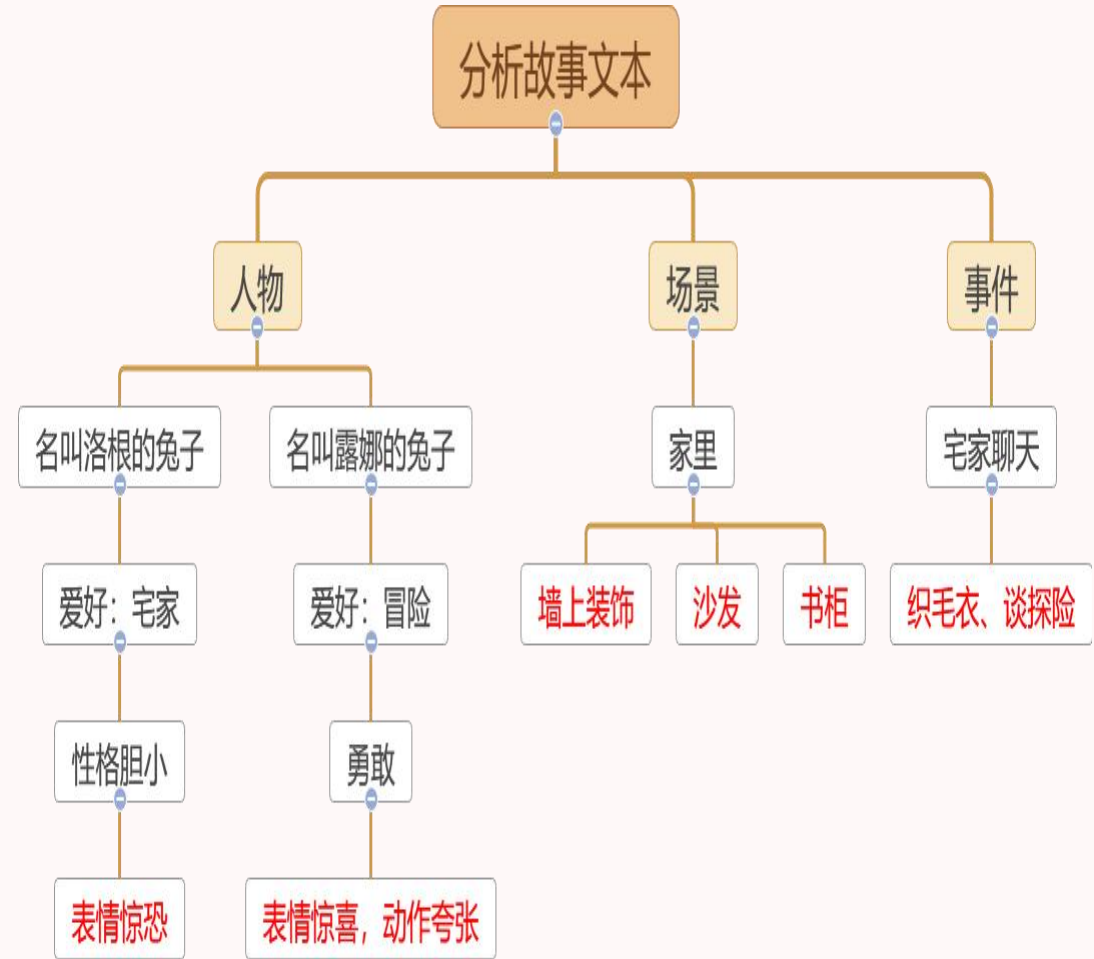 分析故事文本
人物
场景
事件
名叫洛根的兔子
名叫露娜的兔子
家里
宅家聊天
爱好：宅家
爱好：冒险
墙上装饰
沙发
书柜
织毛衣、谈探险
性格胆小
勇敢
表情惊恐
表情惊喜，动作夸张